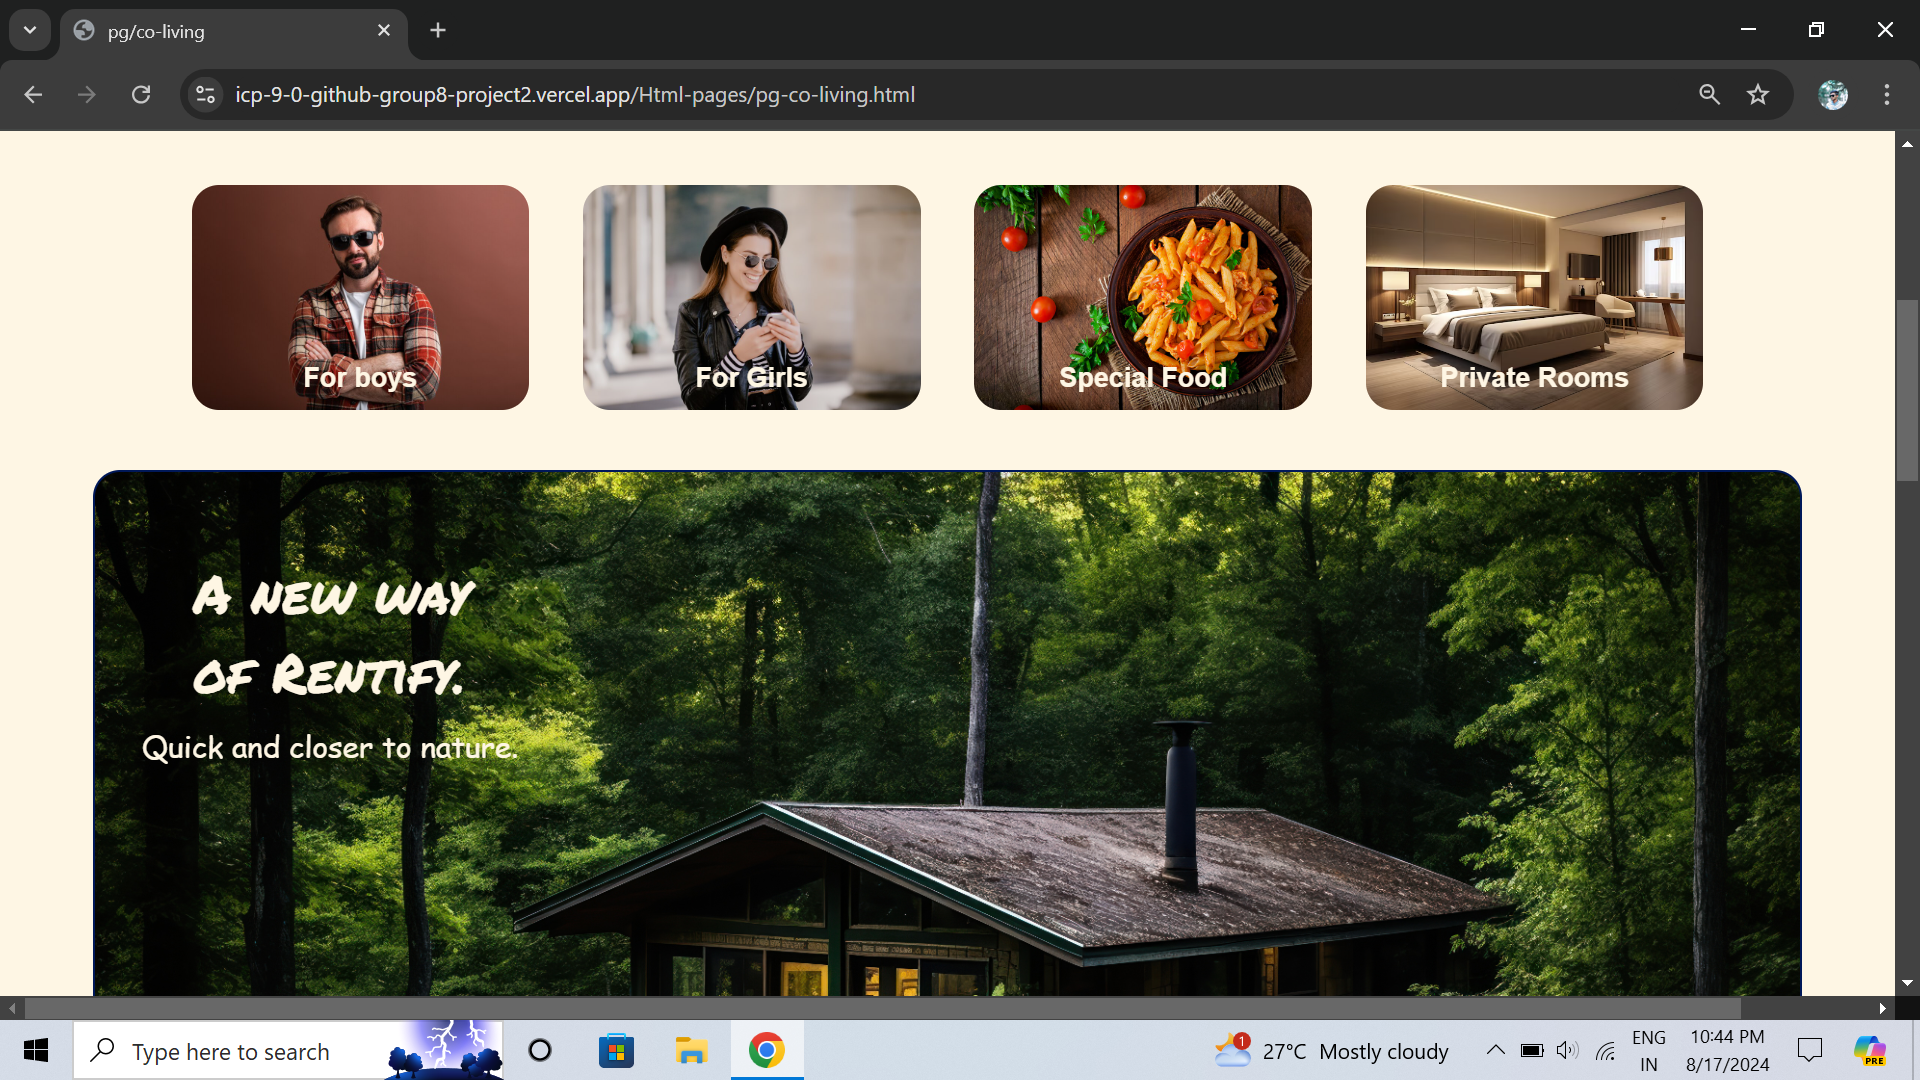 pg/co-living
icp-9-0-github-group8-project2.vercel.app/Html-pages/pg-co-living.html
For boys
For Girls
Special Food
Private Rooms
A new way
of Rentify.
Quick and closer to nature.
Type here to search
1
27°C Mostly cloudy
ENG
IN
10:44 PM
8/17/2024
PRE